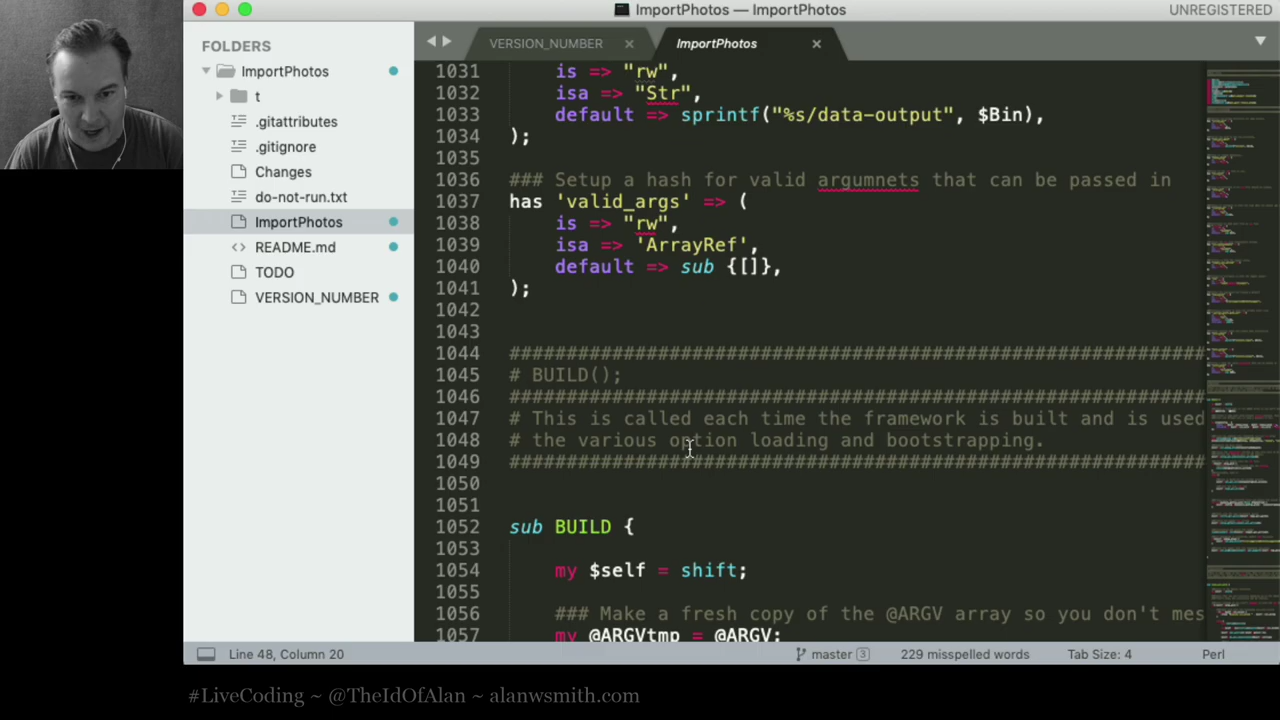 ImportPhotos — ImportPhotos
UNREGISTERED
FOLDERS
ImportPhotos
t
.gitattributes
.gitignore
Changes
do-not-run.txt
ImportPhotos
README.md
TODO
VERSION_NUMBER
VERSION_NUMBER
ImportPhotos
1031 is => "rw",
1032 isa => "Str",
1033 default => sprintf("%s/data-output", $Bin),
1034 );
1035
1036 ### Setup a hash for valid argumnets that can be passed in
1037 has 'valid_args' => (
1038 is => "rw",
1039 isa => 'ArrayRef',
1040 default => sub {[]},
1041 );
1042
1043
1044 ############################################################
1045 # BUILD();
1046 ############################################################
1047 # This is called each time the framework is built and is used
1048 # the various option loading and bootstrapping.
1049 ############################################################
1050
1051
1052 sub BUILD {
1053
1054 my $self = shift;
1055
1056 ### Make a fresh copy of the @ARGV array so you don't mes
1057 my @ARGVtmp = @ARGV;
Line 48, Column 20
master 3
229 misspelled words
Tab Size: 4
Perl
#LiveCoding ~ @TheIdOfAlan ~ alanwsmith.com